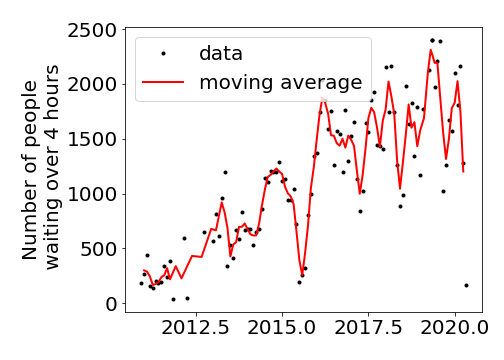 Number of people
waiting over 4 hours
2500
2000
1500
1000
500
0
data
moving average
2012.5
2015.0
2017.5
2020.0